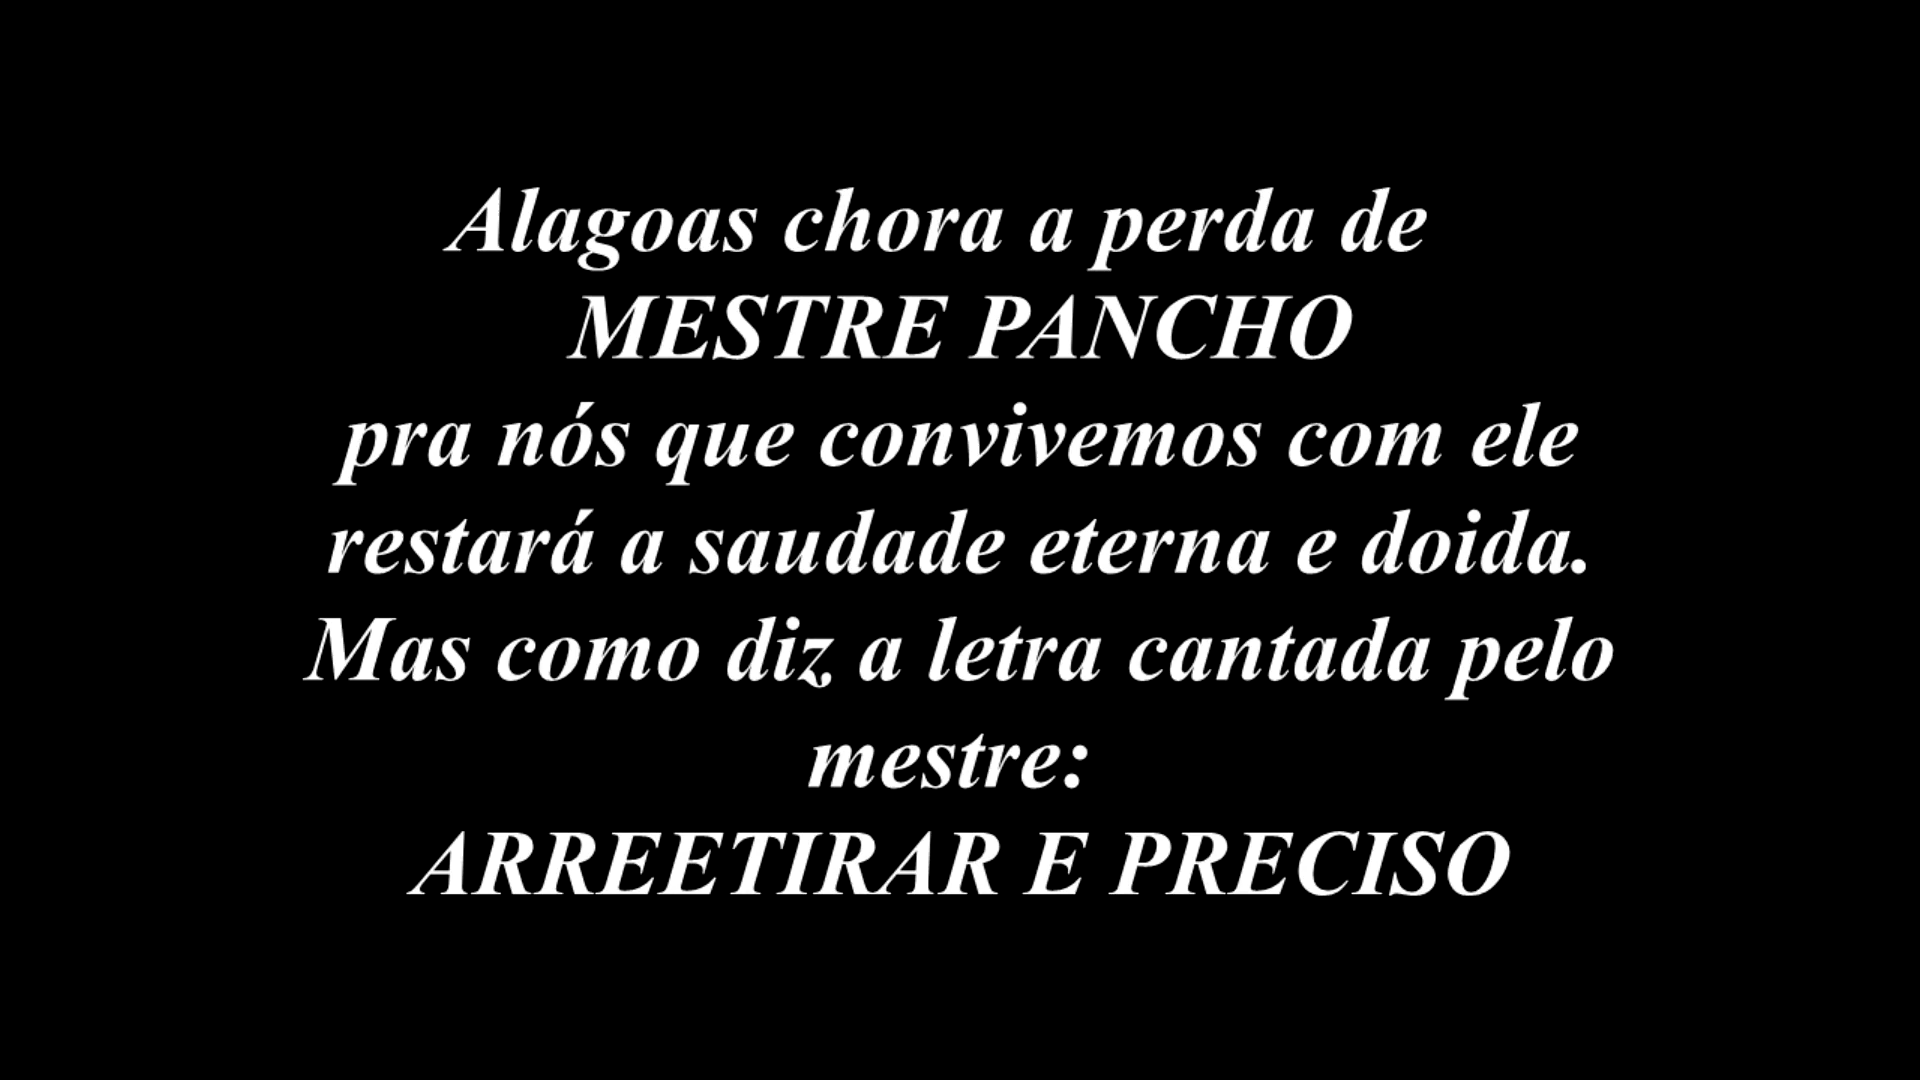 Alagoas chora a perda de
MESTRE PANCHO
pra nós que convivemos com ele
restará a saudade eterna e doida.
Mas como diz a letra cantada pelo
mestre:
ARREETIRAR E PRECISO